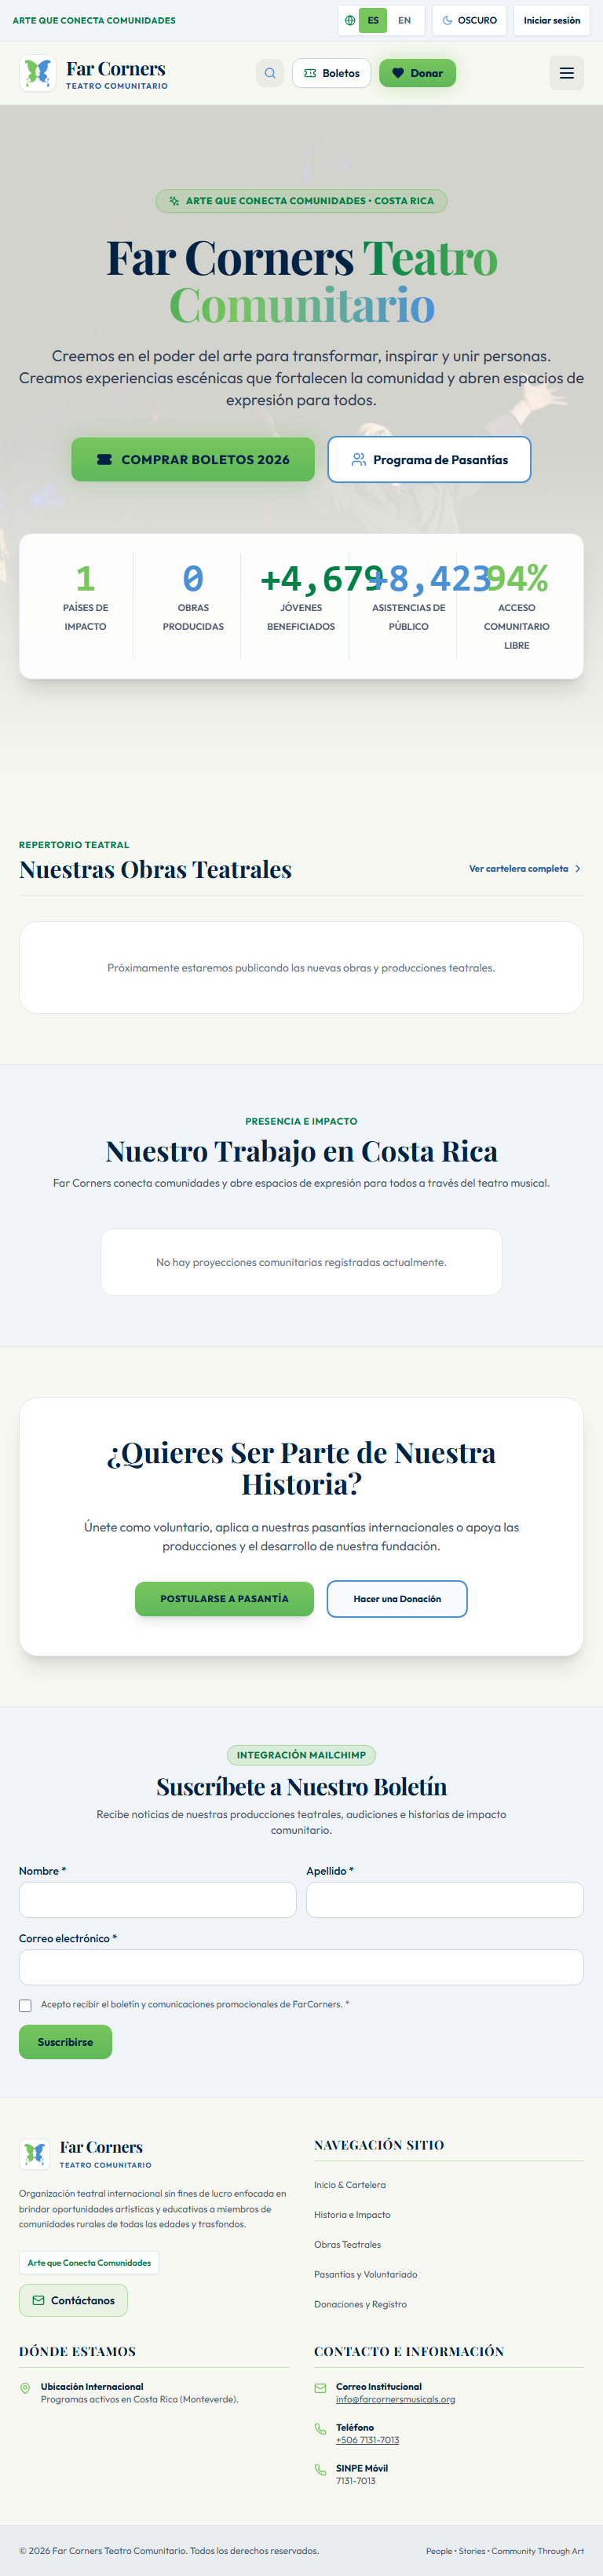 ARTE QUE CONECTA COMUNIDADES
ES
EN
OSCURO
Iniciar sesión
Far Corners
TEATRO COMUNITARIO
Boletos
Donar
ARTE QUE CONECTA COMUNIDADES • COSTA RICA
Far Corners Teatro
Comunitario
Creemos en el poder del arte para transformar, inspirar y unir personas.
Creamos experiencias escénicas que fortalecen la comunidad y abren espacios de
expresión para todos.
COMPRAR BOLETOS 2026
Programa de Pasantías
1
PAÍSES DE
IMPACTO
0
OBRAS
PRODUCIDAS
+4,679
JÓVENES
BENEFICIADOS
+8,423
ASISTENCIAS DE
PÚBLICO
94%
ACCESO
COMUNITARIO
LIBRE
REPERTORIO TEATRAL
Nuestras Obras Teatrales
Ver cartelera completa
Próximamente estaremos publicando las nuevas obras y producciones teatrales.
PRESENCIA E IMPACTO
Nuestro Trabajo en Costa Rica
Far Corners conecta comunidades y abre espacios de expresión para todos a través del teatro musical.
No hay proyecciones comunitarias registradas actualmente.
¿Quieres Ser Parte de Nuestra
Historia?
Únete como voluntario, aplica a nuestras pasantías internacionales o apoya las
producciones y el desarrollo de nuestra fundación.
POSTULARSE A PASANTÍA
Hacer una Donación
INTEGRACIÓN MAILCHIMP
Suscríbete a Nuestro Boletín
Recibe noticias de nuestras producciones teatrales, audiciones e historias de impacto
comunitario.
Nombre *
Apellido *
Correo electrónico *
Acepto recibir el boletín y comunicaciones promocionales de FarCorners. *
Suscribirse
Far Corners
TEATRO COMUNITARIO
Organización teatral internacional sin fines de lucro enfocada en
brindar oportunidades artísticas y educativas a miembros de
comunidades rurales de todas las edades y trasfondos.
Arte que Conecta Comunidades
Contáctanos
NAVEGACIÓN SITIO
Inicio & Cartelera
Historia e Impacto
Obras Teatrales
Pasantías y Voluntariado
Donaciones y Registro
DÓNDE ESTAMOS
Ubicación Internacional
Programas activos en Costa Rica (Monteverde).
CONTACTO E INFORMACIÓN
Correo Institucional
info@farcornersmusicals.org
Teléfono
+506 7131-7013
SINPE Móvil
7131-7013
© 2026 Far Corners Teatro Comunitario. Todos los derechos reservados.
People • Stories • Community Through Art